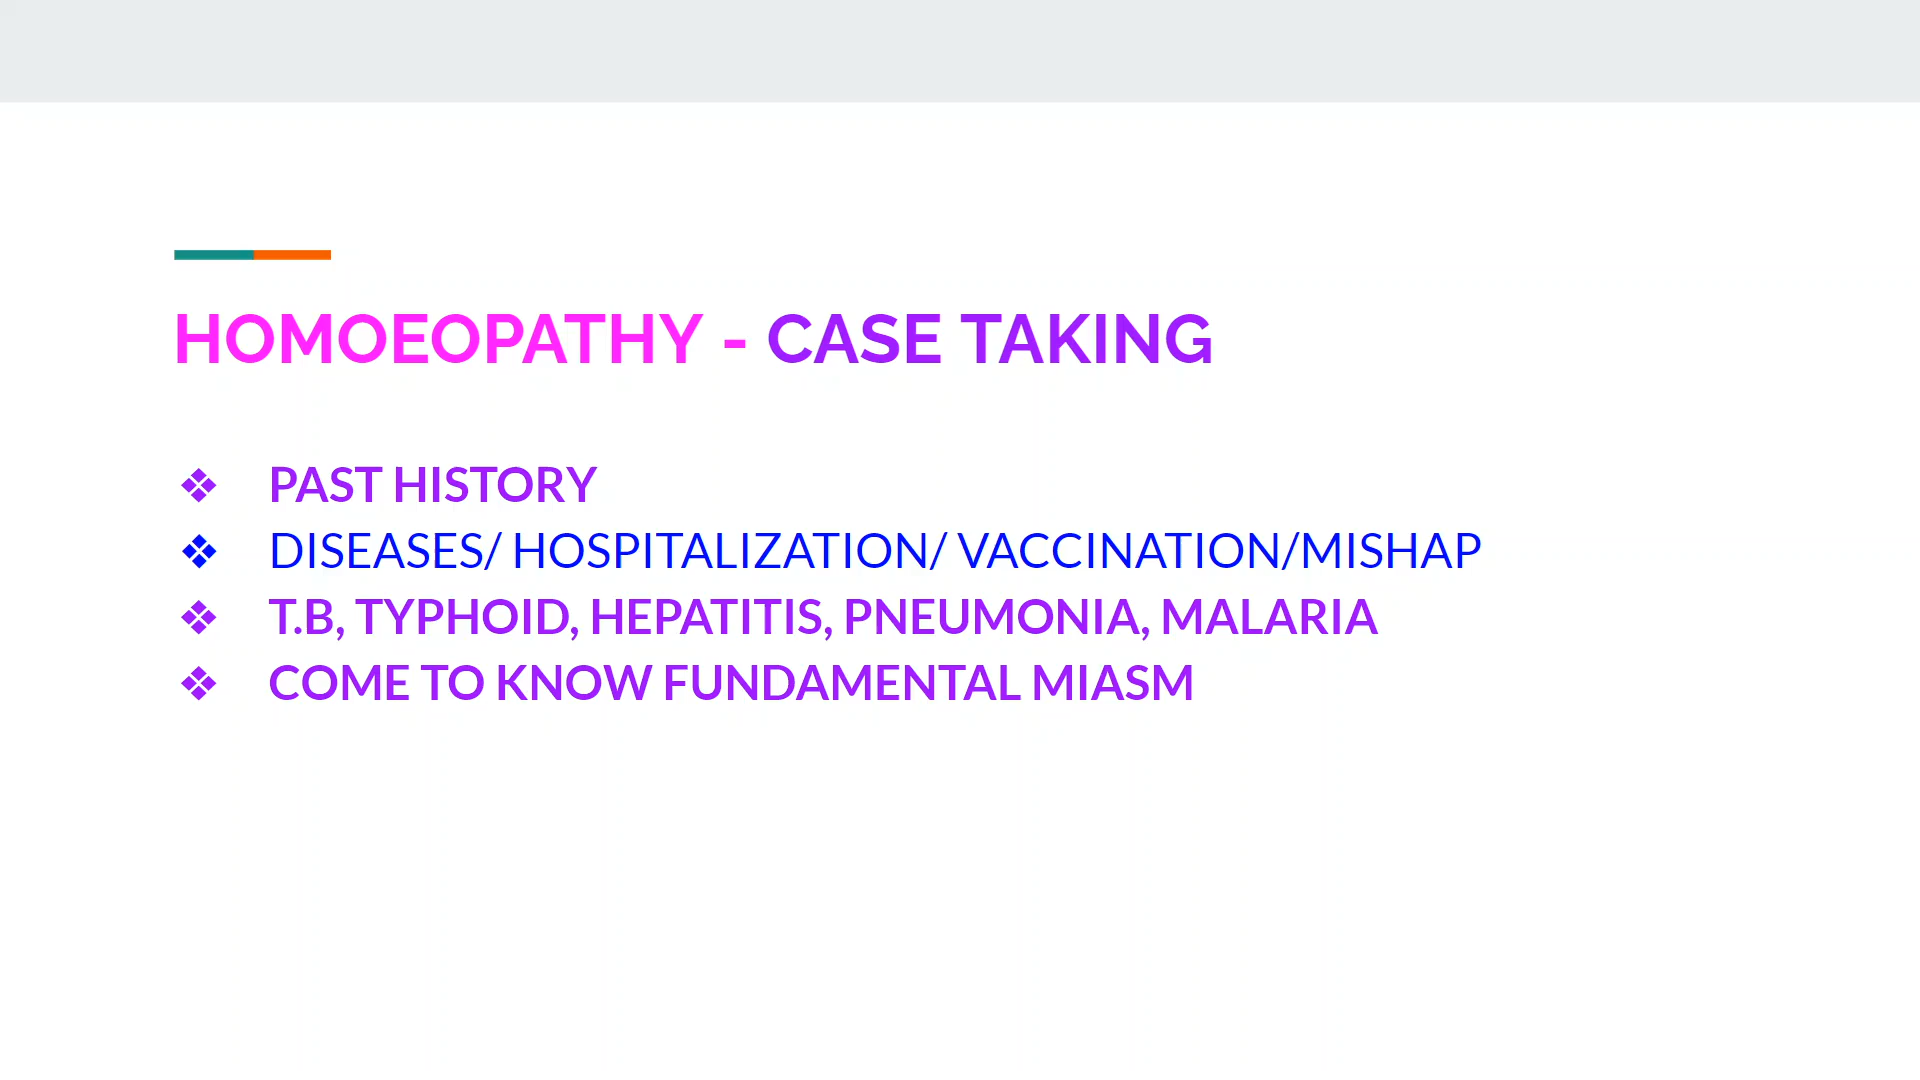 HOMOEOPATHY - CASE TAKING
❖ PAST HISTORY
❖ DISEASES/ HOSPITALIZATION/ VACCINATION/MISHAP
❖ T.B, TYPHOID, HEPATITIS, PNEUMONIA, MALARIA
❖ COME TO KNOW FUNDAMENTAL MIASM